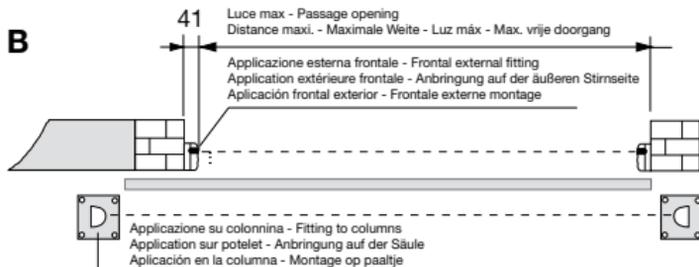 B
41
Luce max - Passage opening
Distance maxi. - Maximale Weite - Luz máx - Max. vrije doorgang
Applicazione esterna frontale - Frontal external fitting
Application extérieure frontale - Anbringung auf der äußeren Stirnseite
Aplicación frontal exterior - Frontale externe montage
Applicazione su colonnina - Fitting to columns
Application sur potelet - Anbringung auf der Säule
Aplicación en la columna - Montage op paaltje